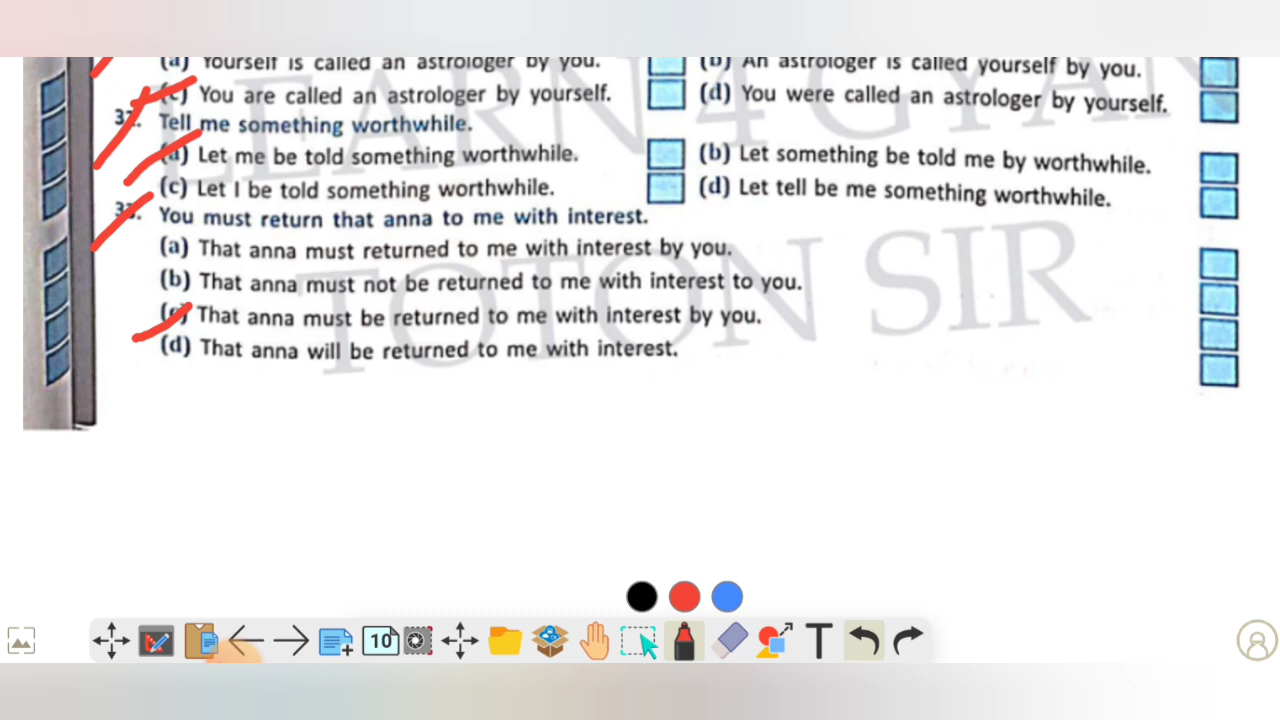 (a) Yourself is called an astrologer by you. (b) An astrologer is called yourself by you.
(c) You are called an astrologer by yourself. (d) You were called an astrologer by yourself.
Tell me something worthwhile.
(a) Let me be told something worthwhile. (b) Let something be told me by worthwhile.
(c) Let I be told something worthwhile. (d) Let tell be me something worthwhile.
You must return that anna to me with interest.
(a) That anna must returned to me with interest by you.
(b) That anna must not be returned to me with interest to you.
(c) That anna must be returned to me with interest by you.
(d) That anna will be returned to me with interest.
LEARN 4 GYAN
TOTON SIR
10
T